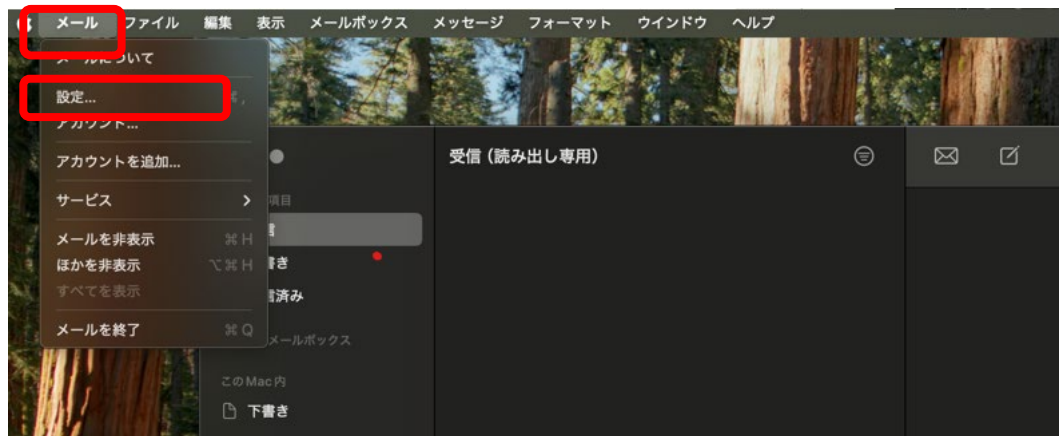 メール ファイル 編集 表示 メールボックス メッセージ フォーマット ウインドウ ヘルプ
メールについて
設定... ⌘ ,
アカウント...
アカウントを追加...
サービス
メールを非表示 ⌘ H
ほかを非表示 ⌥ ⌘ H
すべてを表示
メールを終了 ⌘ Q
受信 (読み出し専用)
項目
書き
信済み
メールボックス
このMac内
下書き